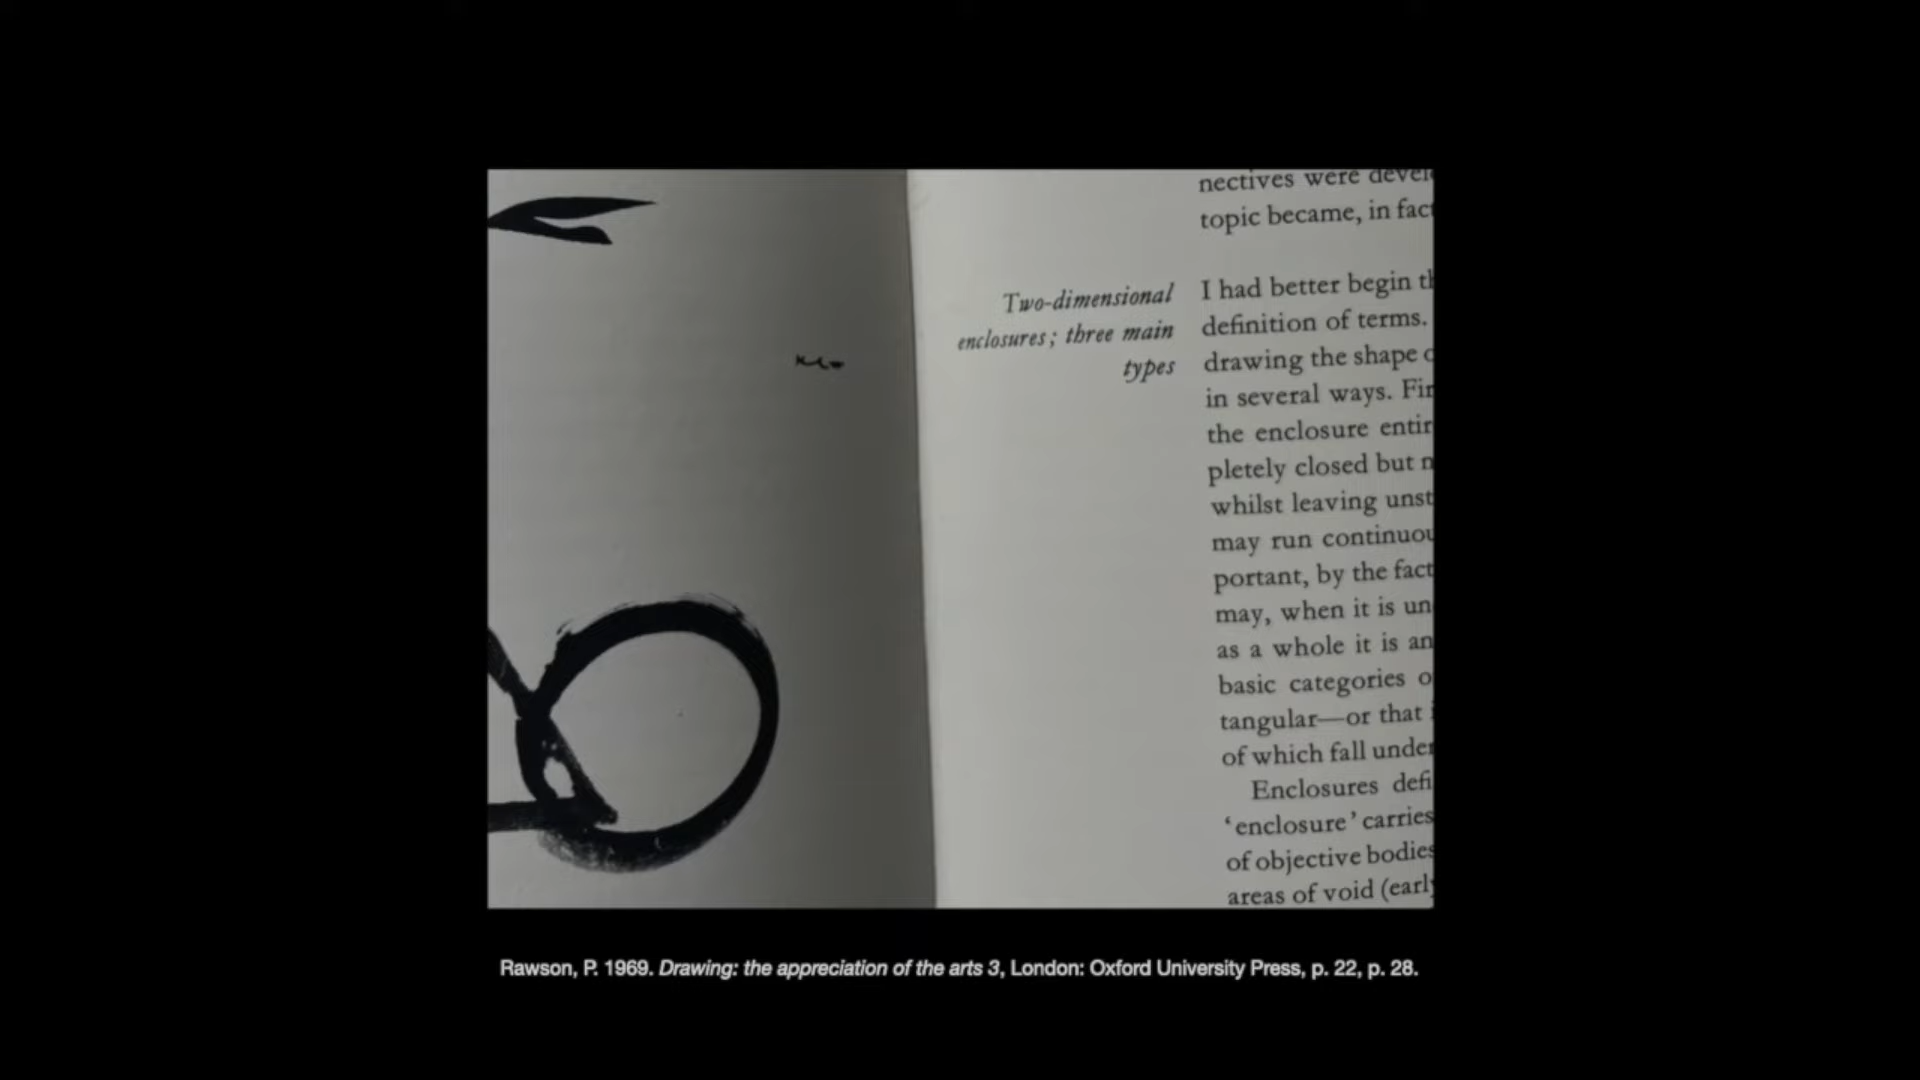 nectives were
topic became, in
Two-dimensional
enclosures; three main
types
I had better begin
definition of terms.
drawing the shape
in several ways.
the enclosure
pletely closed but
whilst leaving
may run
portant, by the fact
may, when it is
as a whole it is
basic categories
tangular—or that
of which fall
Enclosures
‘enclosure’ carries
of objective bodies
areas of void
Rawson, P. 1969. Drawing: the appreciation of the arts 3, London: Oxford University Press, p. 22, p. 28.